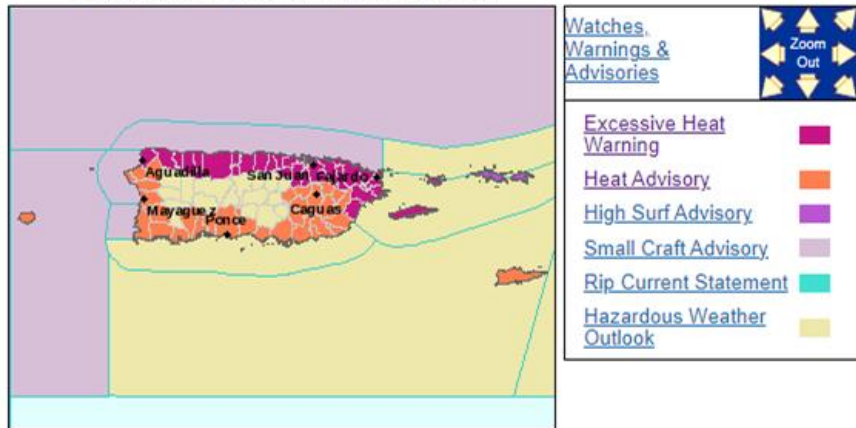 Watches,
Warnings &
Advisories
Zoom
Out
Excessive Heat
Warning
Heat Advisory
High Surf Advisory
Small Craft Advisory
Rip Current Statement
Hazardous Weather
Outlook
Aguadilla
San Juan
Fajardo
Mayaguez
Ponce
Caguas